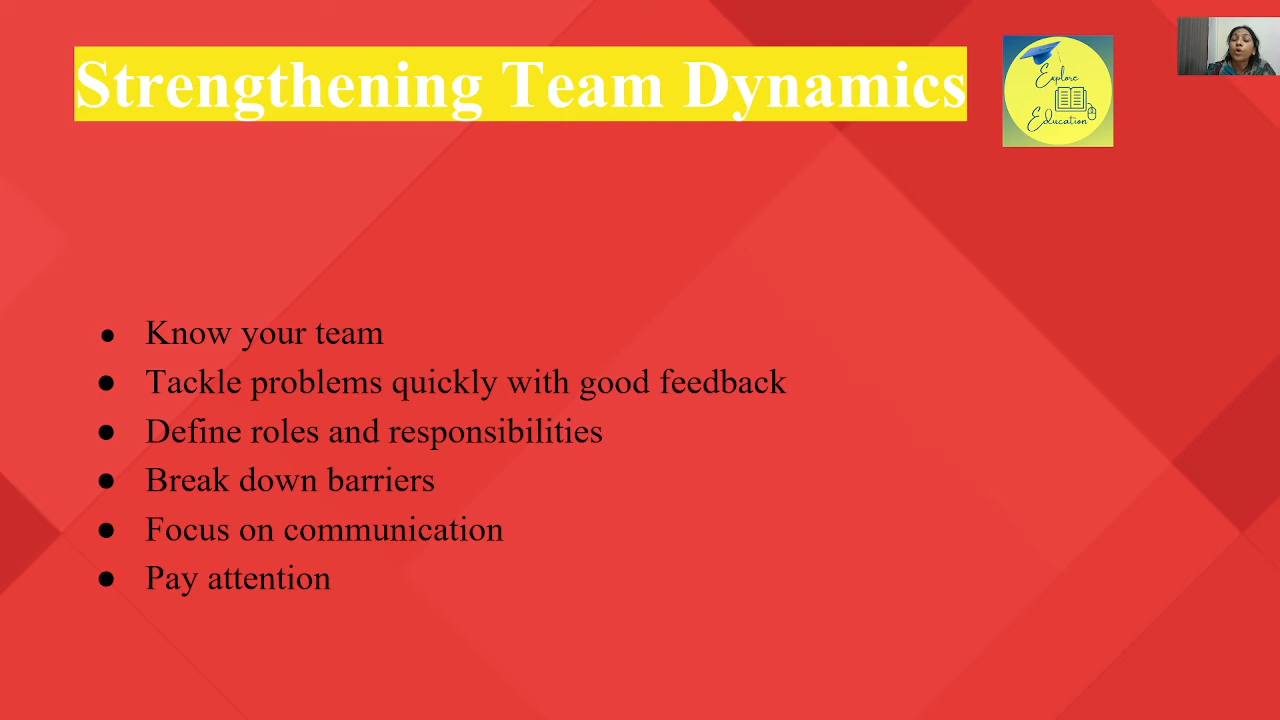 Strengthening Team Dynamics
Explore
Education
Know your team
Tackle problems quickly with good feedback
Define roles and responsibilities
Break down barriers
Focus on communication
Pay attention